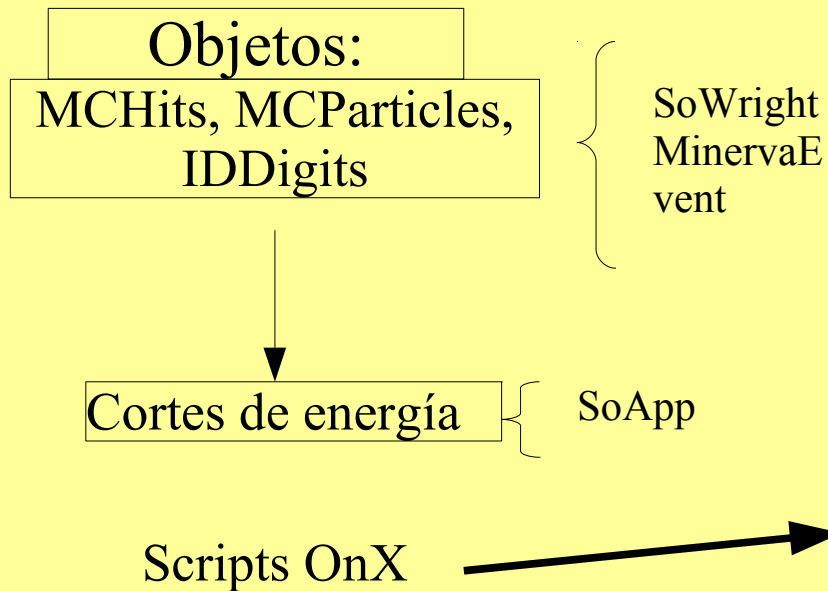 Objetos:
MCHits, MCParticles,
IDDigits
SoWright
MinervaE
vent
Cortes de energía
SoApp
Scripts OnX